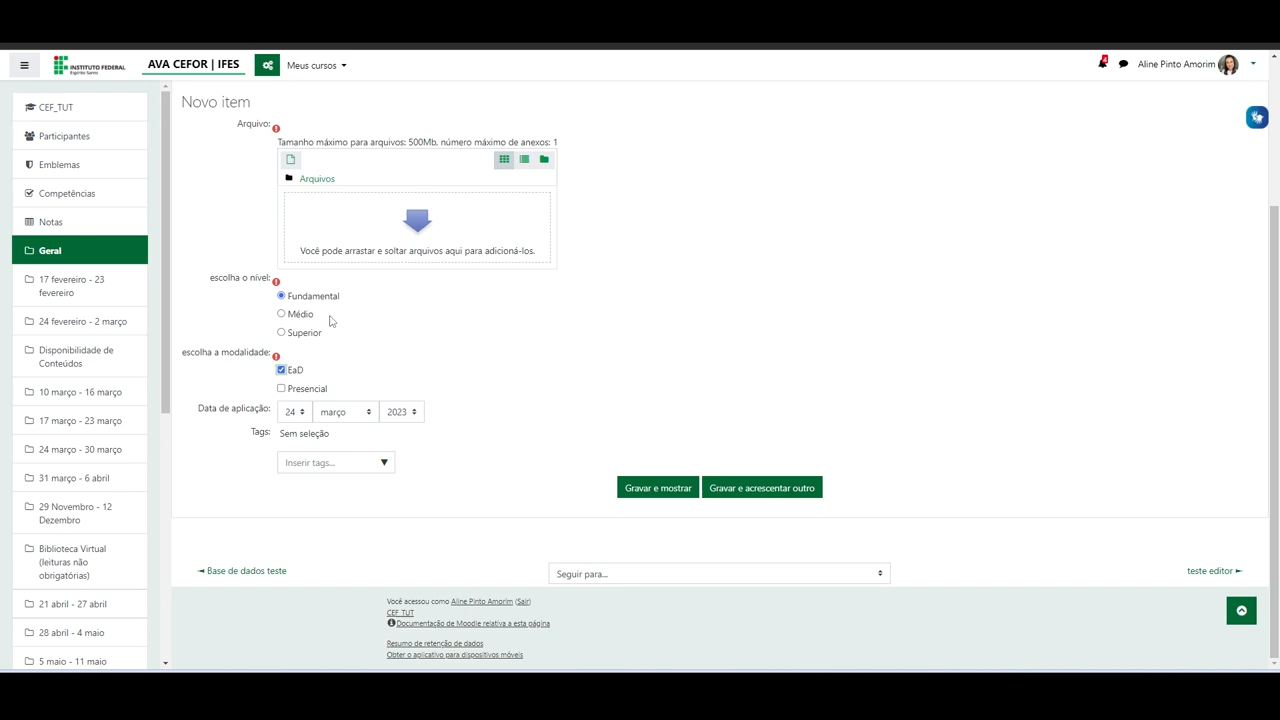 INSTITUTO FEDERAL
Espírito Santo
AVA CEFOR | IFES
Meus cursos
Aline Pinto Amorim
CEF_TUT
Participantes
Emblemas
Competências
Notas
Geral
17 fevereiro - 23
fevereiro
24 fevereiro - 2 março
Disponibilidade de
Conteúdos
10 março - 16 março
17 março - 23 março
24 março - 30 março
31 março - 6 abril
29 Novembro - 12
Dezembro
Biblioteca Virtual
(leituras não
obrigatórias)
21 abril - 27 abril
28 abril - 4 maio
5 maio - 11 maio
Novo item
Arquivo:
Tamanho máximo para arquivos: 500Mb, número máximo de anexos: 1
Arquivos
Você pode arrastar e soltar arquivos aqui para adicioná-los.
escolha o nível:
Fundamental
Médio
Superior
escolha a modalidade:
EaD
Presencial
Data de aplicação:
24 março 2023
Tags:
Sem seleção
Inserir tags...
Gravar e mostrar Gravar e acrescentar outro
◄ Base de dados teste
Seguir para...
teste editor ►
Você acessou como Aline Pinto Amorim (Sair)
CEF_TUT
Documentação de Moodle relativa a esta página
Resumo de retenção de dados
Obter o aplicativo para dispositivos móveis